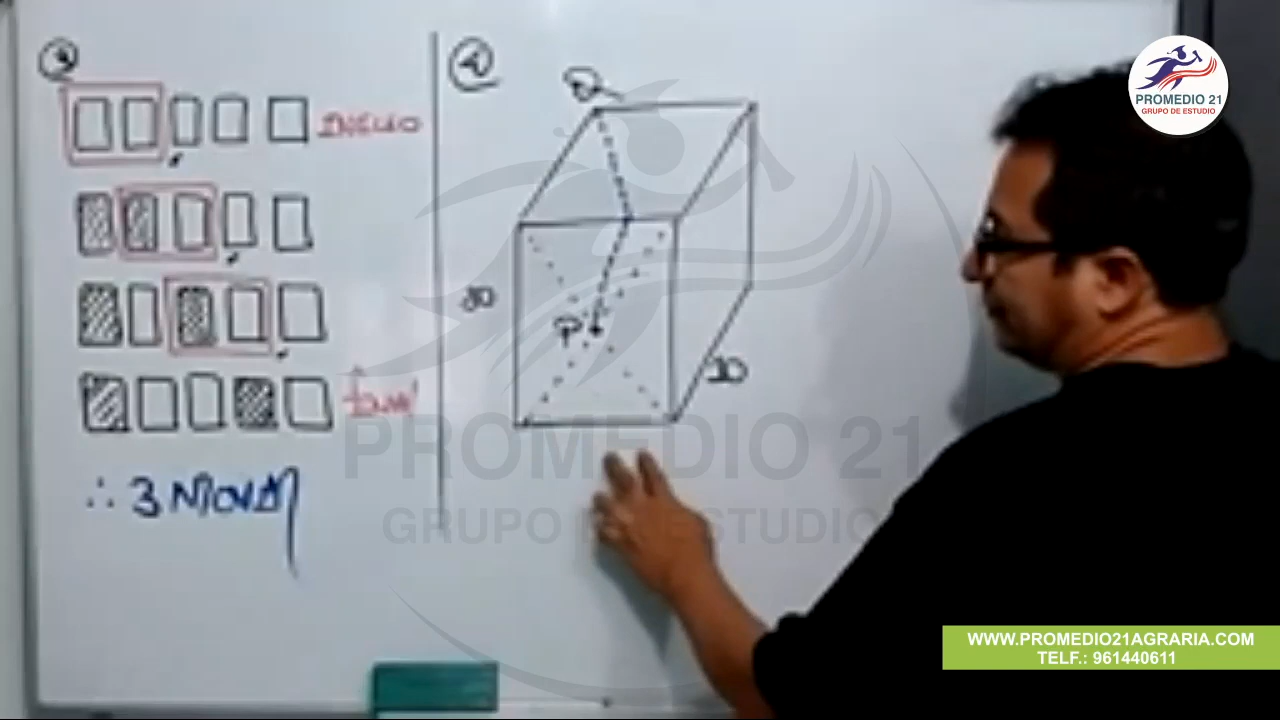 3
INICIO
final
∴ 3 MOVA
4
Q
30
P
30
PROMEDIO 21
GRUPO DE ESTUDIO
PROMEDIO 21
GRUPO DE ESTUDIO
WWW.PROMEDIO21AGRARIA.COM
TELF.: 961440611